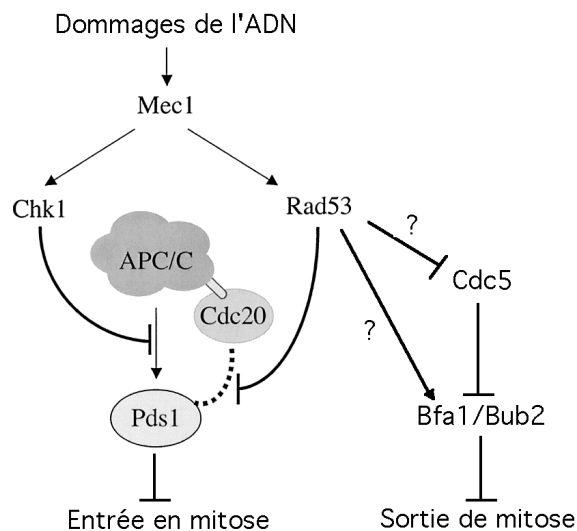 Dommages de l'ADN
Mec1
Chk1
Rad53
?
APC/C
Cdc5
Cdc20
?
Pds1
Bfa1/Bub2
Entrée en mitose
Sortie de mitose